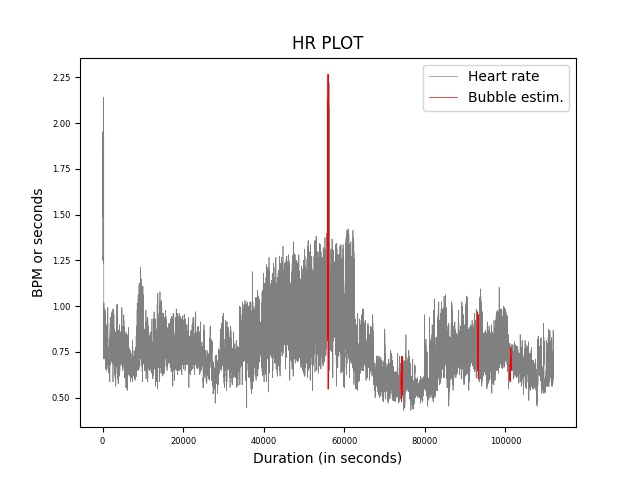 HR PLOT
Heart rate
Bubble estim.
BPM or seconds
2.25
2.00
1.75
1.50
1.25
1.00
0.75
0.50
0 20000 40000 60000 80000 100000
Duration (in seconds)